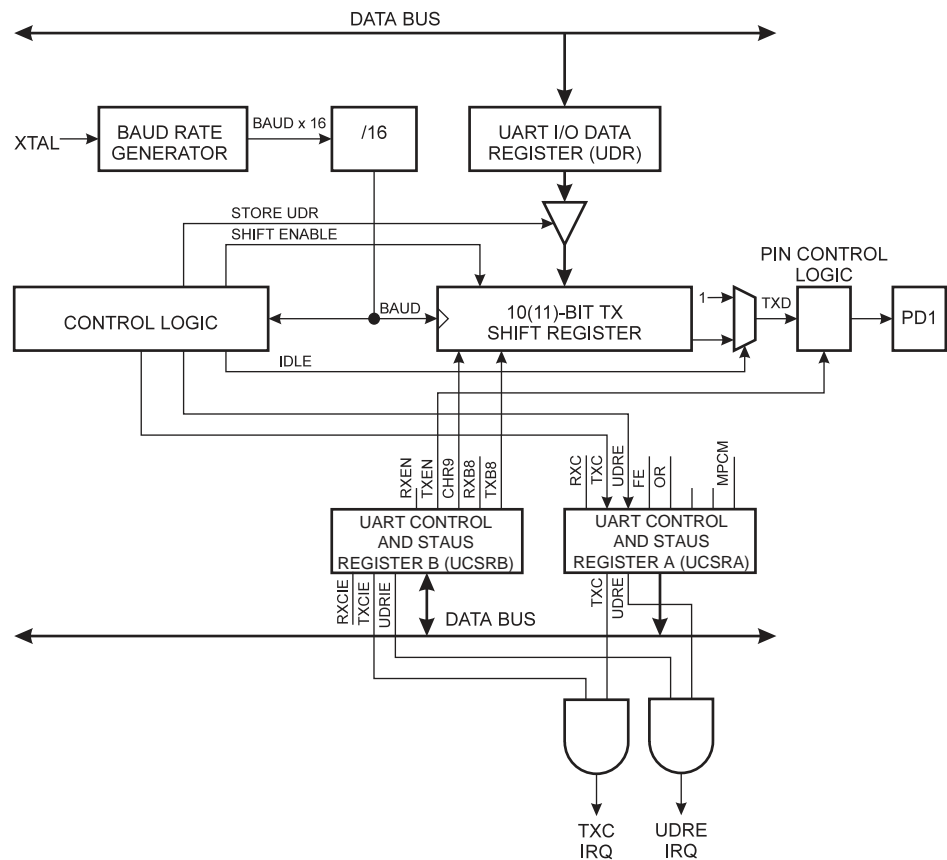 DATA BUS
XTAL
BAUD RATE
GENERATOR
BAUD x 16
/16
UART I/O DATA
REGISTER (UDR)
STORE UDR
SHIFT ENABLE
PIN CONTROL
LOGIC
CONTROL LOGIC
BAUD
10(11)-BIT TX
SHIFT REGISTER
1
TXD
PD1
IDLE
RXEN
TXEN
CHR9
RXB8
TXB8
RXC
TXC
UDRE
FE
OR
MPCM
UART CONTROL
AND STAUS
REGISTER B (UCSRB)
UART CONTROL
AND STAUS
REGISTER A (UCSRA)
RXCIE
TXCIE
UDRIE
TXC
UDRE
DATA BUS
TXC
IRQ
UDRE
IRQ